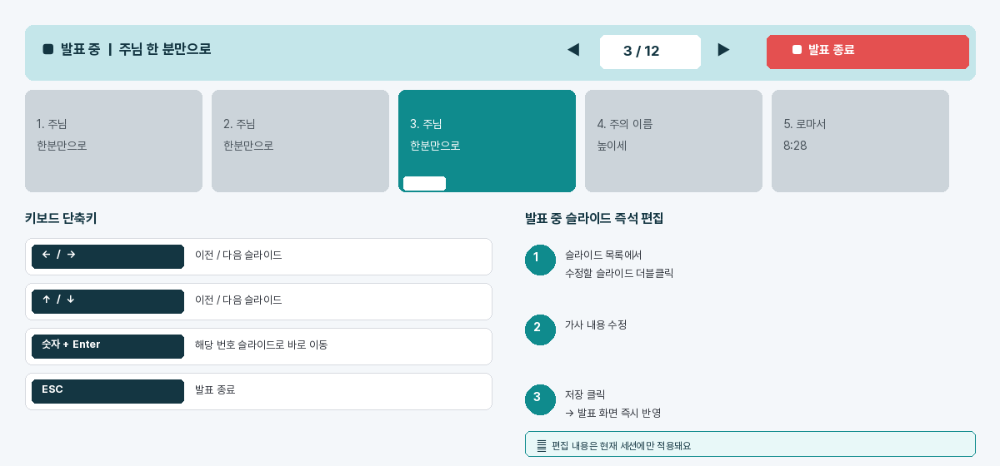 발표 중 | 주님 한 분만으로
◀ 3 / 12 ▶
발표 종료
1. 주님
한분만으로
2. 주님
한분만으로
3. 주님
한분만으로
4. 주의 이름
높이세
5. 로마서
8:28
키보드 단축키
← / → 이전 / 다음 슬라이드
↑ / ↓ 이전 / 다음 슬라이드
숫자 + Enter 해당 번호 슬라이드로 바로 이동
ESC 발표 종료
발표 중 슬라이드 즉석 편집
1 슬라이드 목록에서
수정할 슬라이드 더블클릭
2 가사 내용 수정
3 저장 클릭
→ 발표 화면 즉시 반영
편집 내용은 현재 세션에만 적용돼요